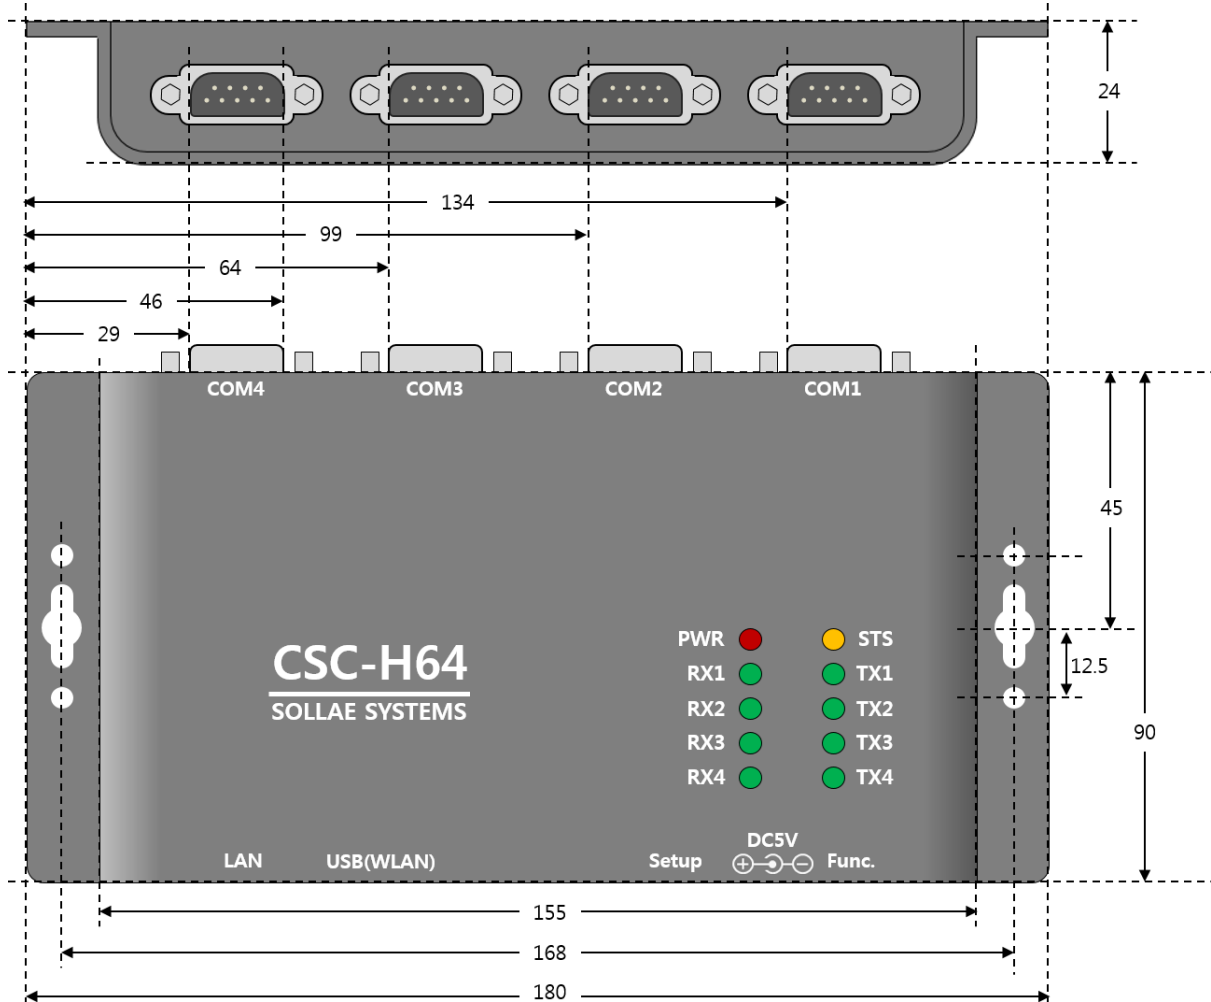 24
134
99
64
46
29
COM4 COM3 COM2 COM1
45
PWR STS
CSC-H64
RX1 TX1
12.5
SOLLAE SYSTEMS
RX2 TX2
90
RX3 TX3
RX4 TX4
DC5V
LAN USB(WLAN) Setup Func.
155
168
180